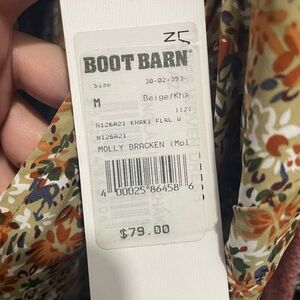 BOOT BARN
Size
30-02-393-
M
Beige/Kha
1121
N126A21 KHAKI FLRL W
N126A21
MOLLY BRACKEN (Mol
4 00025 86458 6
$79.00